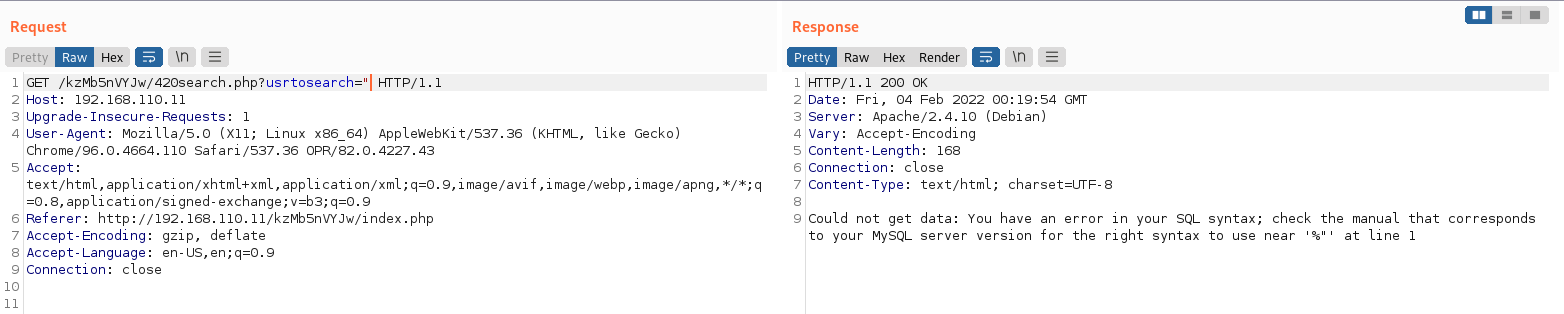 Request
Response
Pretty Raw Hex \n
Pretty Raw Hex Render \n
1 GET /kzMb5nVYJw/420search.php?usrtosearch=" HTTP/1.1
2 Host: 192.168.110.11
3 Upgrade-Insecure-Requests: 1
4 User-Agent: Mozilla/5.0 (X11; Linux x86_64) AppleWebKit/537.36 (KHTML, like Gecko)
Chrome/96.0.4664.110 Safari/537.36 OPR/82.0.4227.43
5 Accept:
text/html,application/xhtml+xml,application/xml;q=0.9,image/avif,image/webp,image/apng,*/*;q
=0.8,application/signed-exchange;v=b3;q=0.9
6 Referer: http://192.168.110.11/kzMb5nVYJw/index.php
7 Accept-Encoding: gzip, deflate
8 Accept-Language: en-US,en;q=0.9
9 Connection: close
10
11
1 HTTP/1.1 200 OK
2 Date: Fri, 04 Feb 2022 00:19:54 GMT
3 Server: Apache/2.4.10 (Debian)
4 Vary: Accept-Encoding
5 Content-Length: 168
6 Connection: close
7 Content-Type: text/html; charset=UTF-8
8
9 Could not get data: You have an error in your SQL syntax; check the manual that corresponds
to your MySQL server version for the right syntax to use near '%"' at line 1